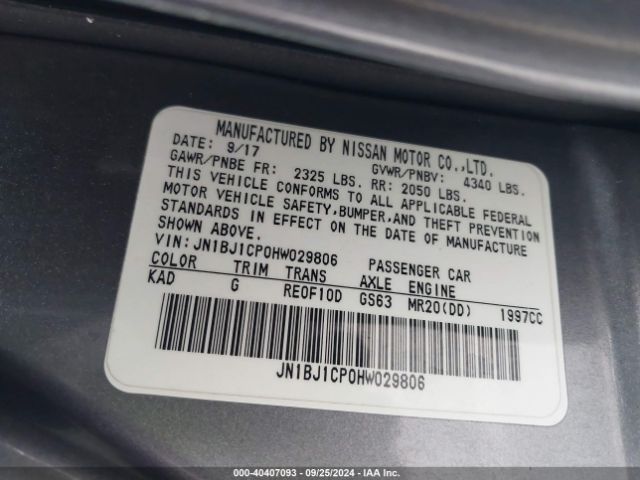 MANUFACTURED BY NISSAN MOTOR CO.,LTD.
DATE: 9/17 GVWR/PNBV: 4340 LBS.
GAWR/PNBE FR: 2325 LBS. RR: 2050 LBS.
THIS VEHICLE CONFORMS TO ALL APPLICABLE FEDERAL
MOTOR VEHICLE SAFETY,BUMPER,AND THEFT PREVENTION
STANDARDS IN EFFECT ON THE DATE OF MANUFACTURE
SHOWN ABOVE.
VIN: JN1BJ1CP0HW029806 PASSENGER CAR
COLOR TRIM TRANS AXLE ENGINE
KAD G RE0F10D GS63 MR20(DD) 1997CC
JN1BJ1CP0HW029806
000-40407093 - 09/25/2024 - IAA Inc.